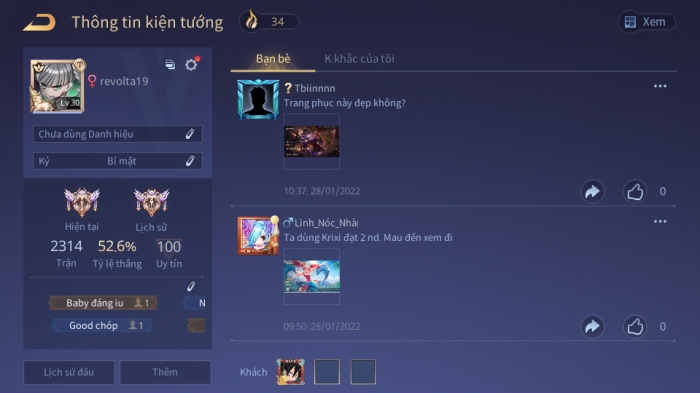 Thông tin kiện tướng
34
Xem
revolta19
Lv.30
Chưa dùng Danh hiệu
Ký
Bí mật
Hiện tại
Lịch sử
2314
52.6%
100
Trận
Tỷ lệ thắng
Uy tín
Baby đáng iu 1
N
Good chóp 1
Lịch sử đấu
Thêm
Bạn bè
K.khắc của tôi
Tbiinnnn
Trang phục này đẹp không?
10:37: 28/01/2022
0
Linh_Nóc_Nhà
Ta dùng Krixi đạt 2 nd. Mau đến xem đi
09:50: 28/01/2022
0
Khách